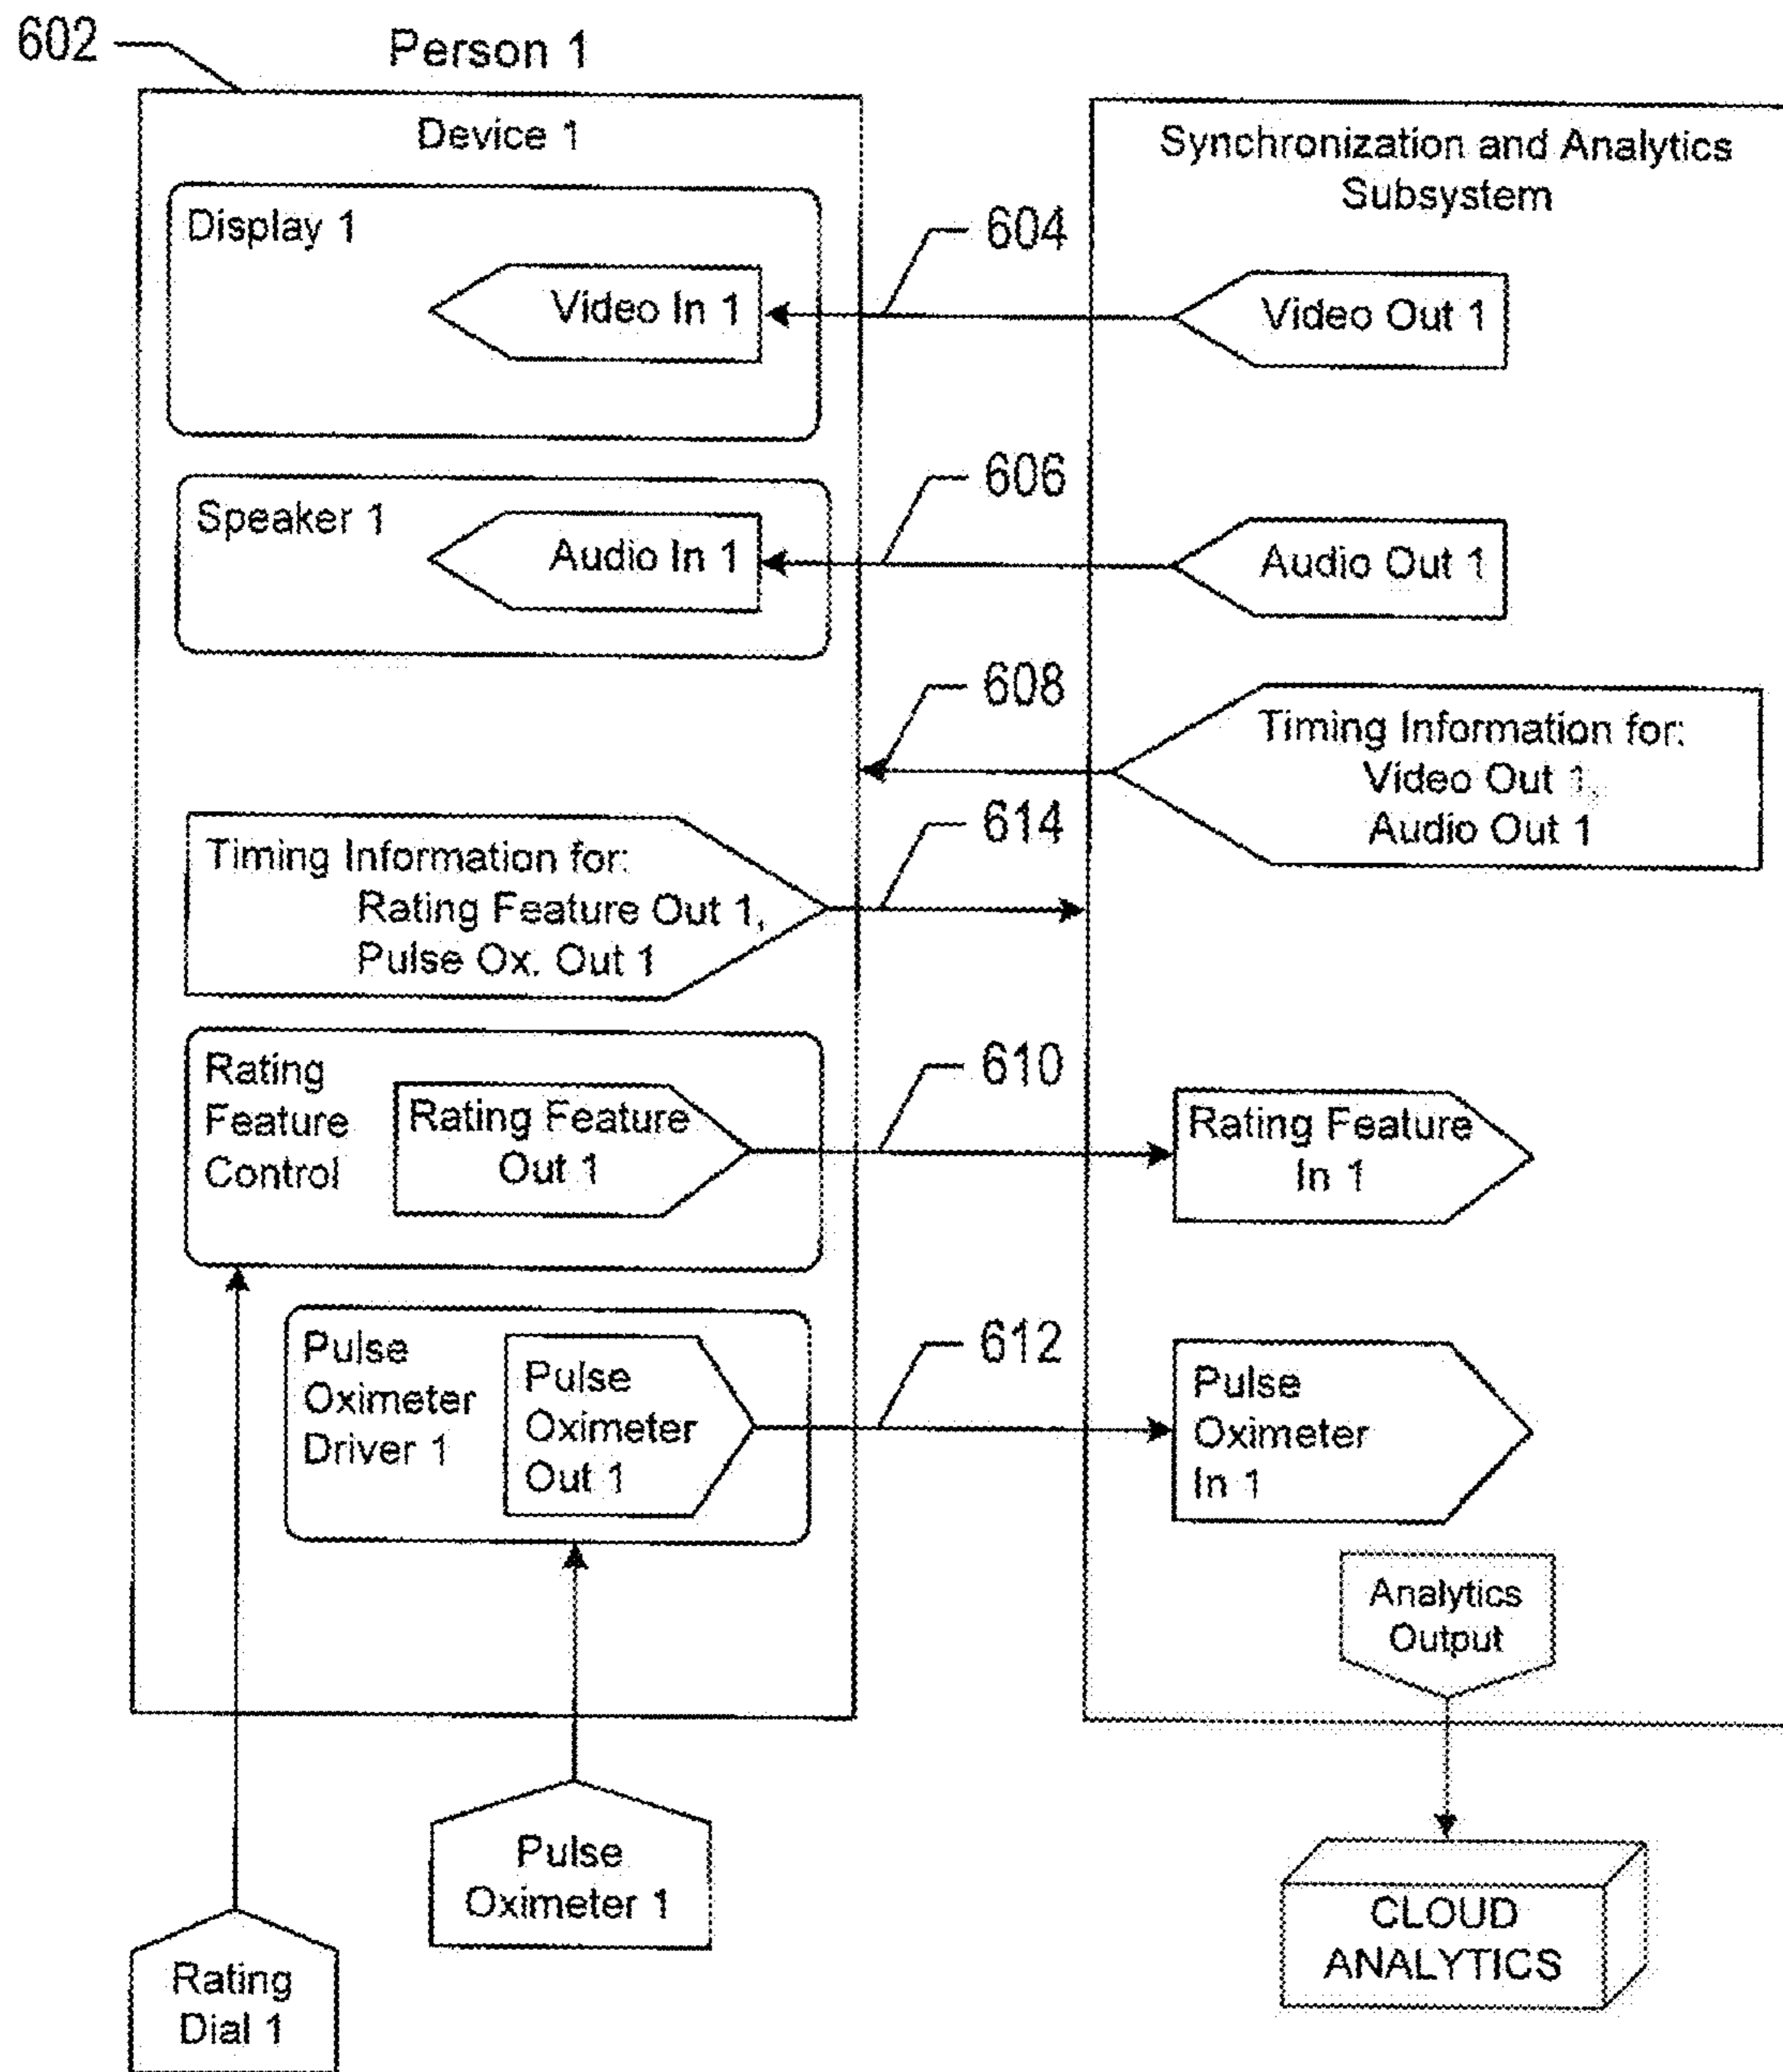 602
Person 1
Device 1
Synchronization and Analytics
Subsystem
Display 1
604
Video In 1
Video Out 1
606
Speaker 1
Audio In 1
Audio Out 1
608
Timing Information for:
Video Out 1,
Audio Out 1
614
Timing Information for:
Rating Feature Out 1,
Pulse Ox. Out 1
610
Rating
Feature
Control
Rating Feature
Out 1
Rating Feature
In 1
612
Pulse
Oximeter
Driver 1
Pulse
Oximeter
Out 1
Pulse
Oximeter
In 1
Analytics
Output
Pulse
Oximeter 1
CLOUD
ANALYTICS
Rating
Dial 1